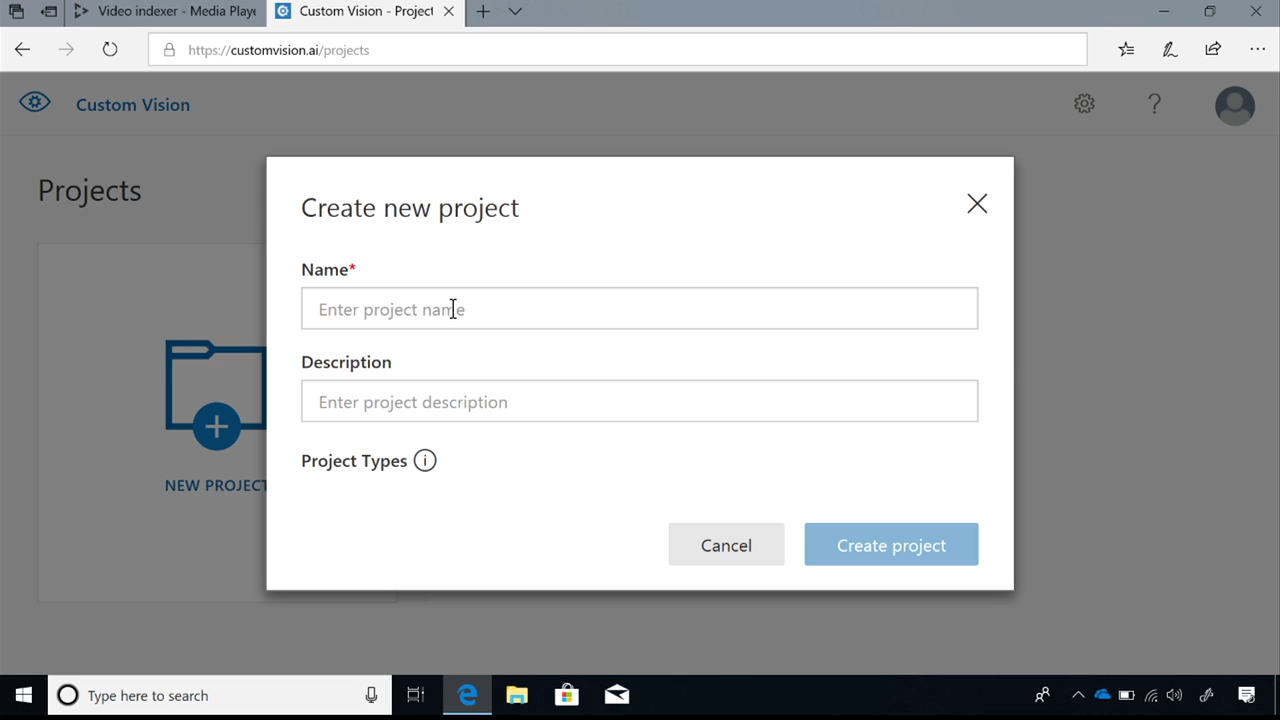 Video indexer - Media Playe
Custom Vision - Project
https://customvision.ai/projects
Custom Vision
Projects
NEW PROJECT
Create new project
Name*
Enter project name
Description
Enter project description
Project Types
Cancel
Create project
Type here to search